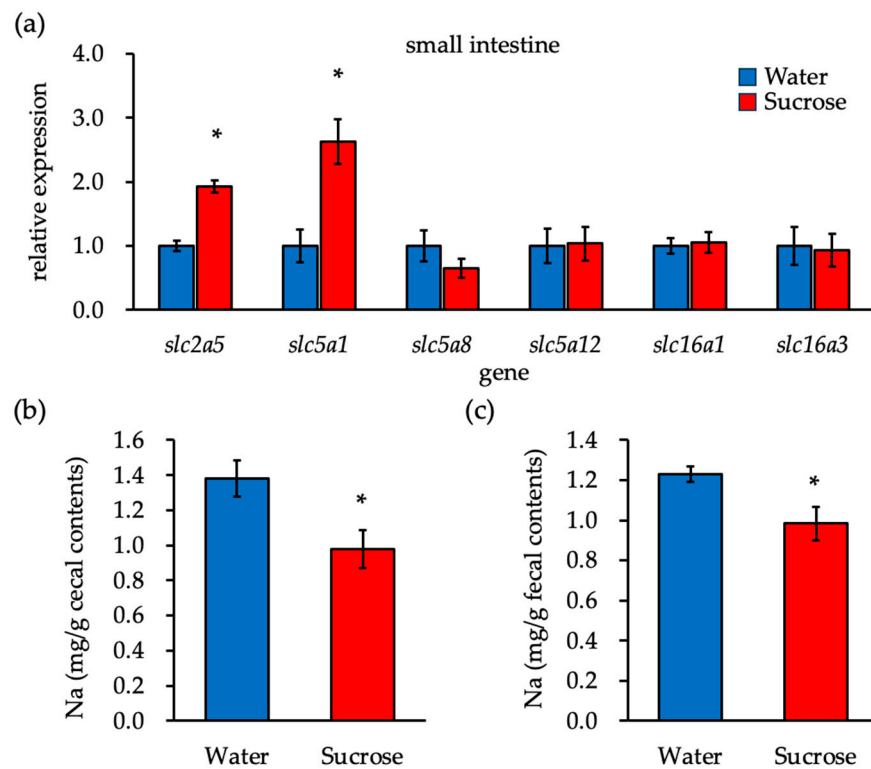 (a)
small intestine
4.0
3.0
2.0
1.0
0.0
relative expression
*
*
Water
Sucrose
slc2a5 slc5a1 slc5a8 slc5a12 slc16a1 slc16a3
gene
(b)
1.6
1.4
1.2
1.0
0.8
0.6
0.4
0.2
0.0
Na (mg/g cecal contents)
*
Water Sucrose
(c)
1.4
1.2
1.0
0.8
0.6
0.4
0.2
0.0
Na (mg/g fecal contents)
*
Water Sucrose